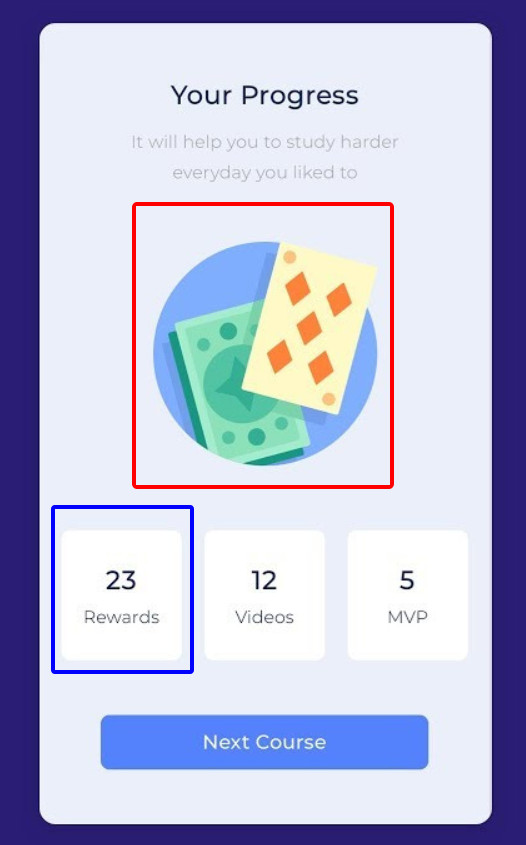 Your Progress
It will help you to study harder
everyday you liked to
23
Rewards
12
Videos
5
MVP
Next Course